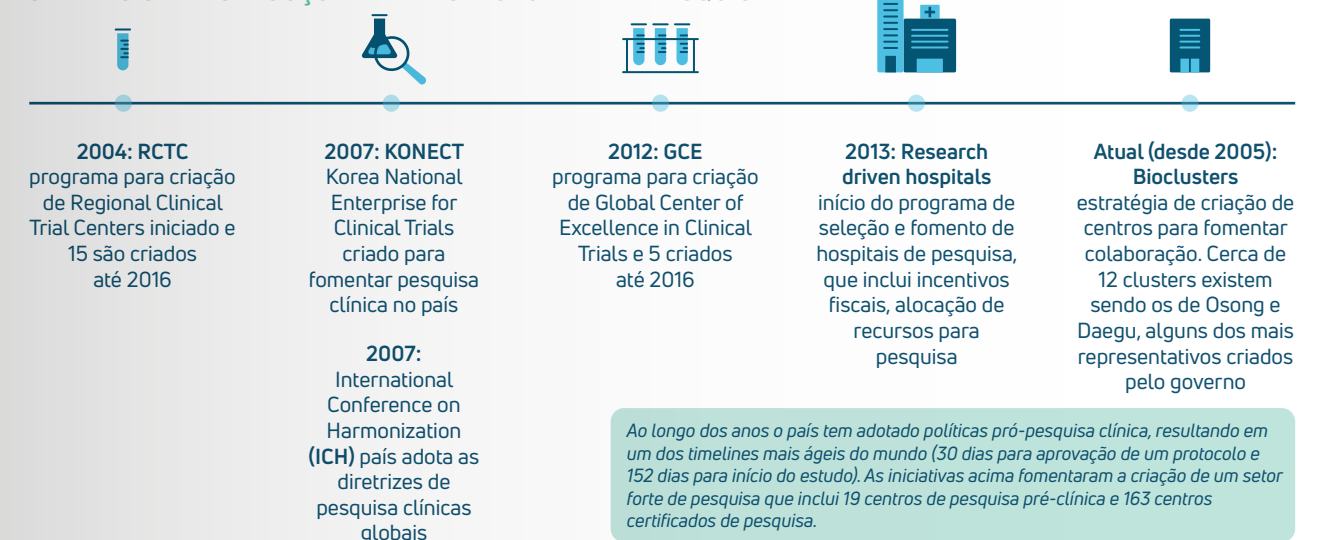 2004: RCTC
programa para criação
de Regional Clinical
Trial Centers iniciado e
15 são criados
até 2016
2007: KONECT
Korea National
Enterprise for
Clinical Trials
criado para
fomentar pesquisa
clínica no país
2007:
International
Conference on
Harmonization
(ICH) país adota as
diretrizes de
pesquisa clínicas
globais
2012: GCE
programa para criação
de Global Center of
Excellence in Clinical
Trials e 5 criados
até 2016
2013: Research
driven hospitals
início do programa de
seleção e fomento de
hospitais de pesquisa,
que inclui incentivos
fiscais, alocação de
recursos para
pesquisa
Atual (desde 2005):
Bioclusters
estratégia de criação de
centros para fomentar
colaboração. Cerca de
12 clusters existem
sendo os de Osong e
Daegu, alguns dos mais
representativos criados
pelo governo
Ao longo dos anos o país tem adotado políticas pró-pesquisa clínica, resultando em
um dos timelines mais ágeis do mundo (30 dias para aprovação de um protocolo e
152 dias para início do estudo). As iniciativas acima fomentaram a criação de um setor
forte de pesquisa que inclui 19 centros de pesquisa pré-clínica e 163 centros
certificados de pesquisa.